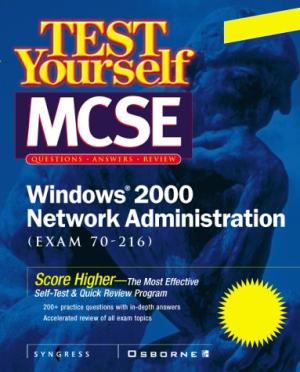 TEST
Yourself
MCSE
QUESTIONS • ANSWERS • REVIEW
Windows® 2000
Network Administration
(EXAM 70-216)
Score Higher—The Most Effective
Self-Test & Quick Review Program
200+ practice questions with in-depth answers
Accelerated review of all exam topics
SYNGRESS
OSBORNE